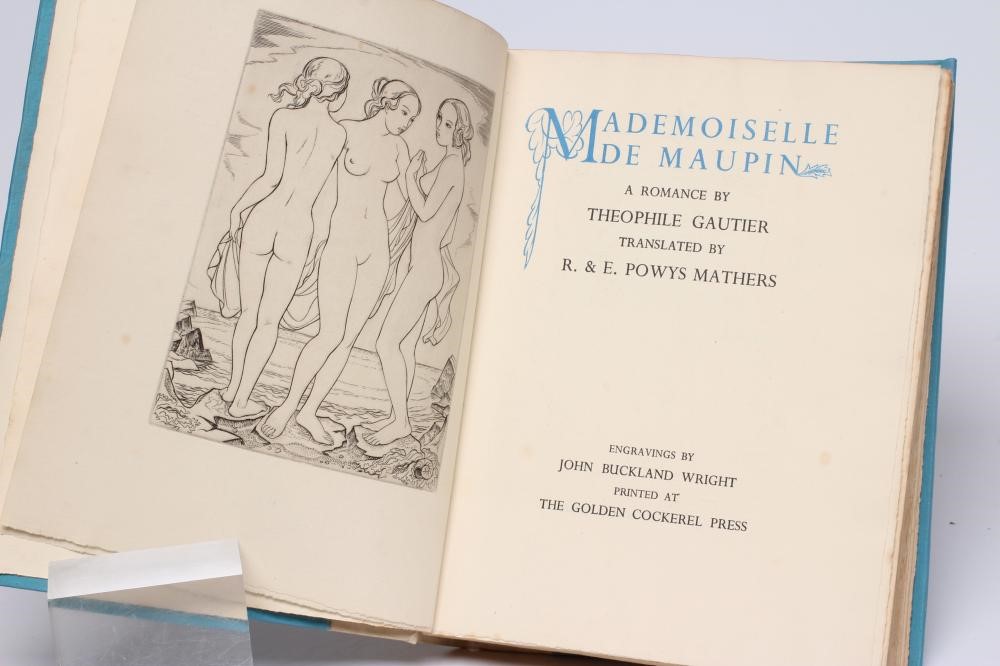 MADEMOISELLE
DE MAUPIN
A ROMANCE BY
THEOPHILE GAUTIER
TRANSLATED BY
R. & E. POWYS MATHERS
ENGRAVINGS BY
JOHN BUCKLAND WRIGHT
PRINTED AT
THE GOLDEN COCKEREL PRESS